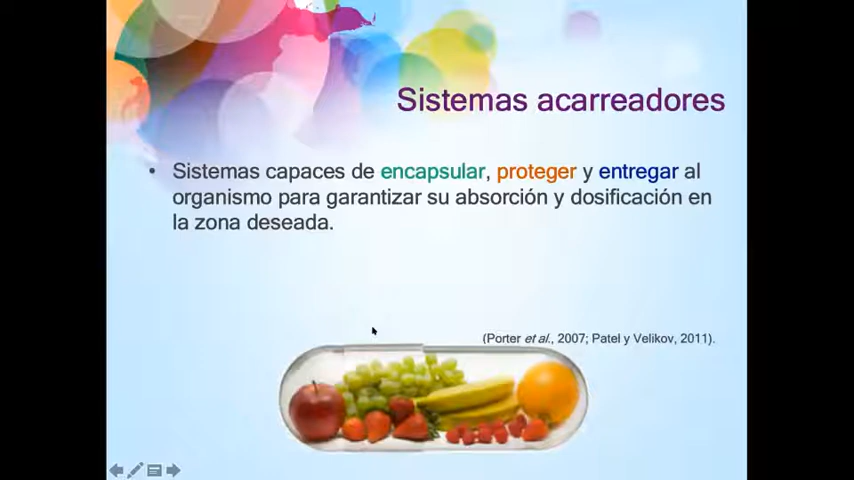 Sistemas acarreadores
• Sistemas capaces de encapsular, proteger y entregar al
organismo para garantizar su absorción y dosificación en
la zona deseada.
(Porter et al., 2007; Patel y Velikov, 2011).